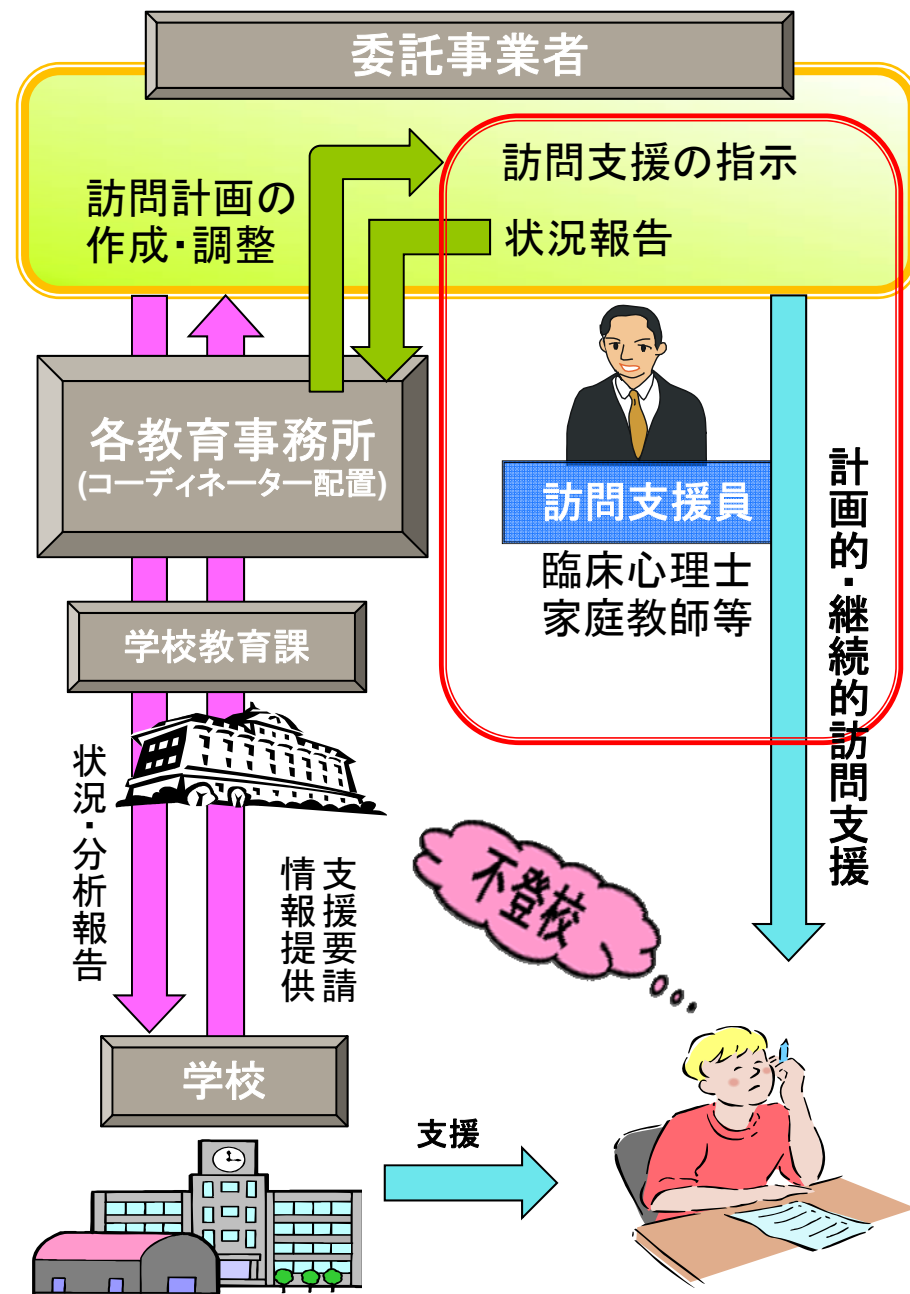 委託事業者
訪問計画の
作成・調整
訪問支援の指示
状況報告
各教育事務所
(コーディネーター配置)
訪問支援員
臨床心理士
家庭教師等
計画的・継続的訪問支援
学校教育課
状況・分析報告
支援要請
情報提供
不登校
学校
支援